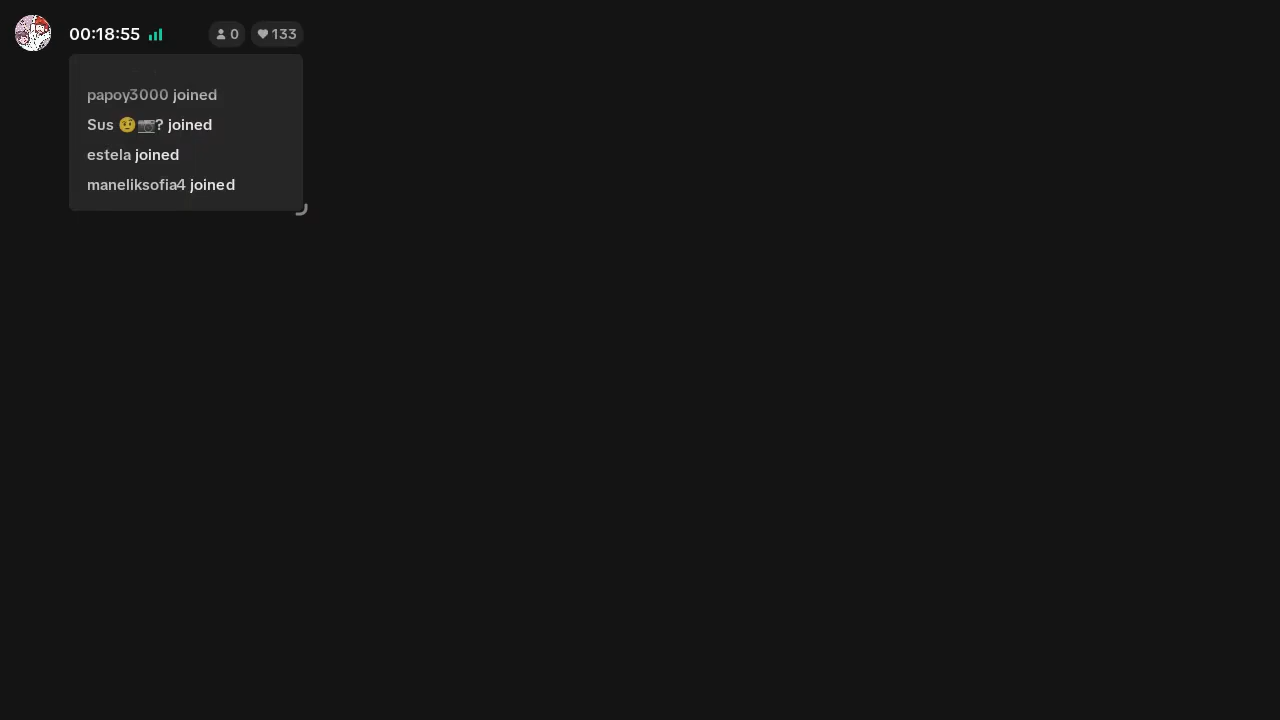 00:18:55
0
133
papoy3000 joined
Sus 🤨📷? joined
estela joined
maneliksofia4 joined